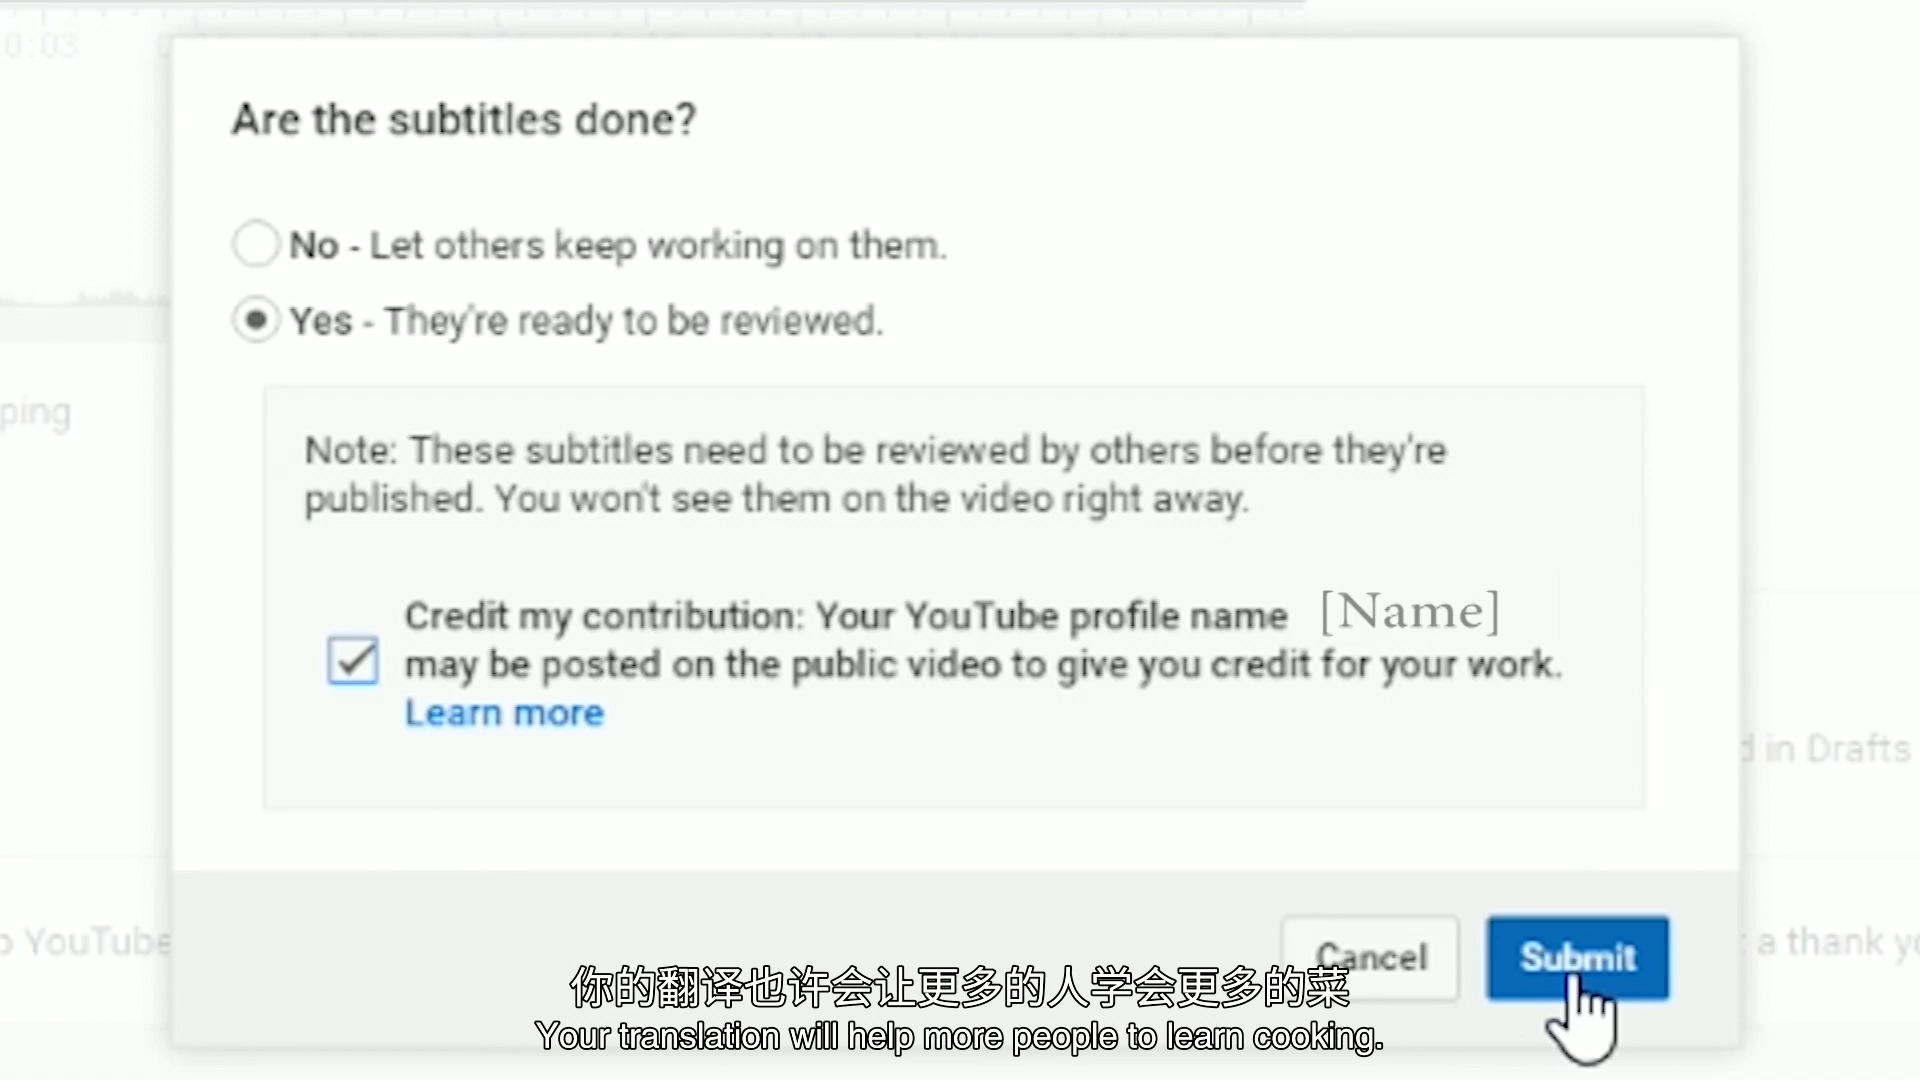 0:03
Are the subtitles done?
No - Let others keep working on them.
Yes - They're ready to be reviewed.
ping
Note: These subtitles need to be reviewed by others before they're
published. You won't see them on the video right away.
Credit my contribution: Your YouTube profile name [Name]
may be posted on the public video to give you credit for your work.
Learn more
d in Drafts
o YouTube
a thank yo
Cancel
Submit
你的翻译也许会让更多的人学会更多的菜
Your translation will help more people to learn cooking.